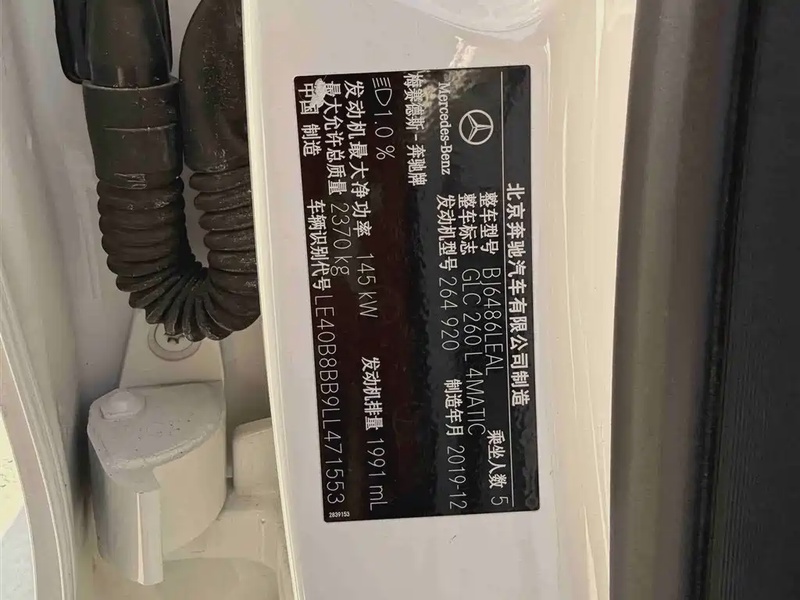 北京奔驰汽车有限公司制造
Mercedes-Benz
梅赛德斯-奔驰牌
整车型号 BJ6486LEAL
乘坐人数 5
整车标志 GLC 260 L 4MATIC
发动机型号 264 920
制造年月 2019-12
1.0 %
发动机最大净功率 145 kW
发动机排量 1991 mL
最大允许总质量 2370 kg
中国 制造
车辆识别代号 LE40B8BB9LL471553
2839153